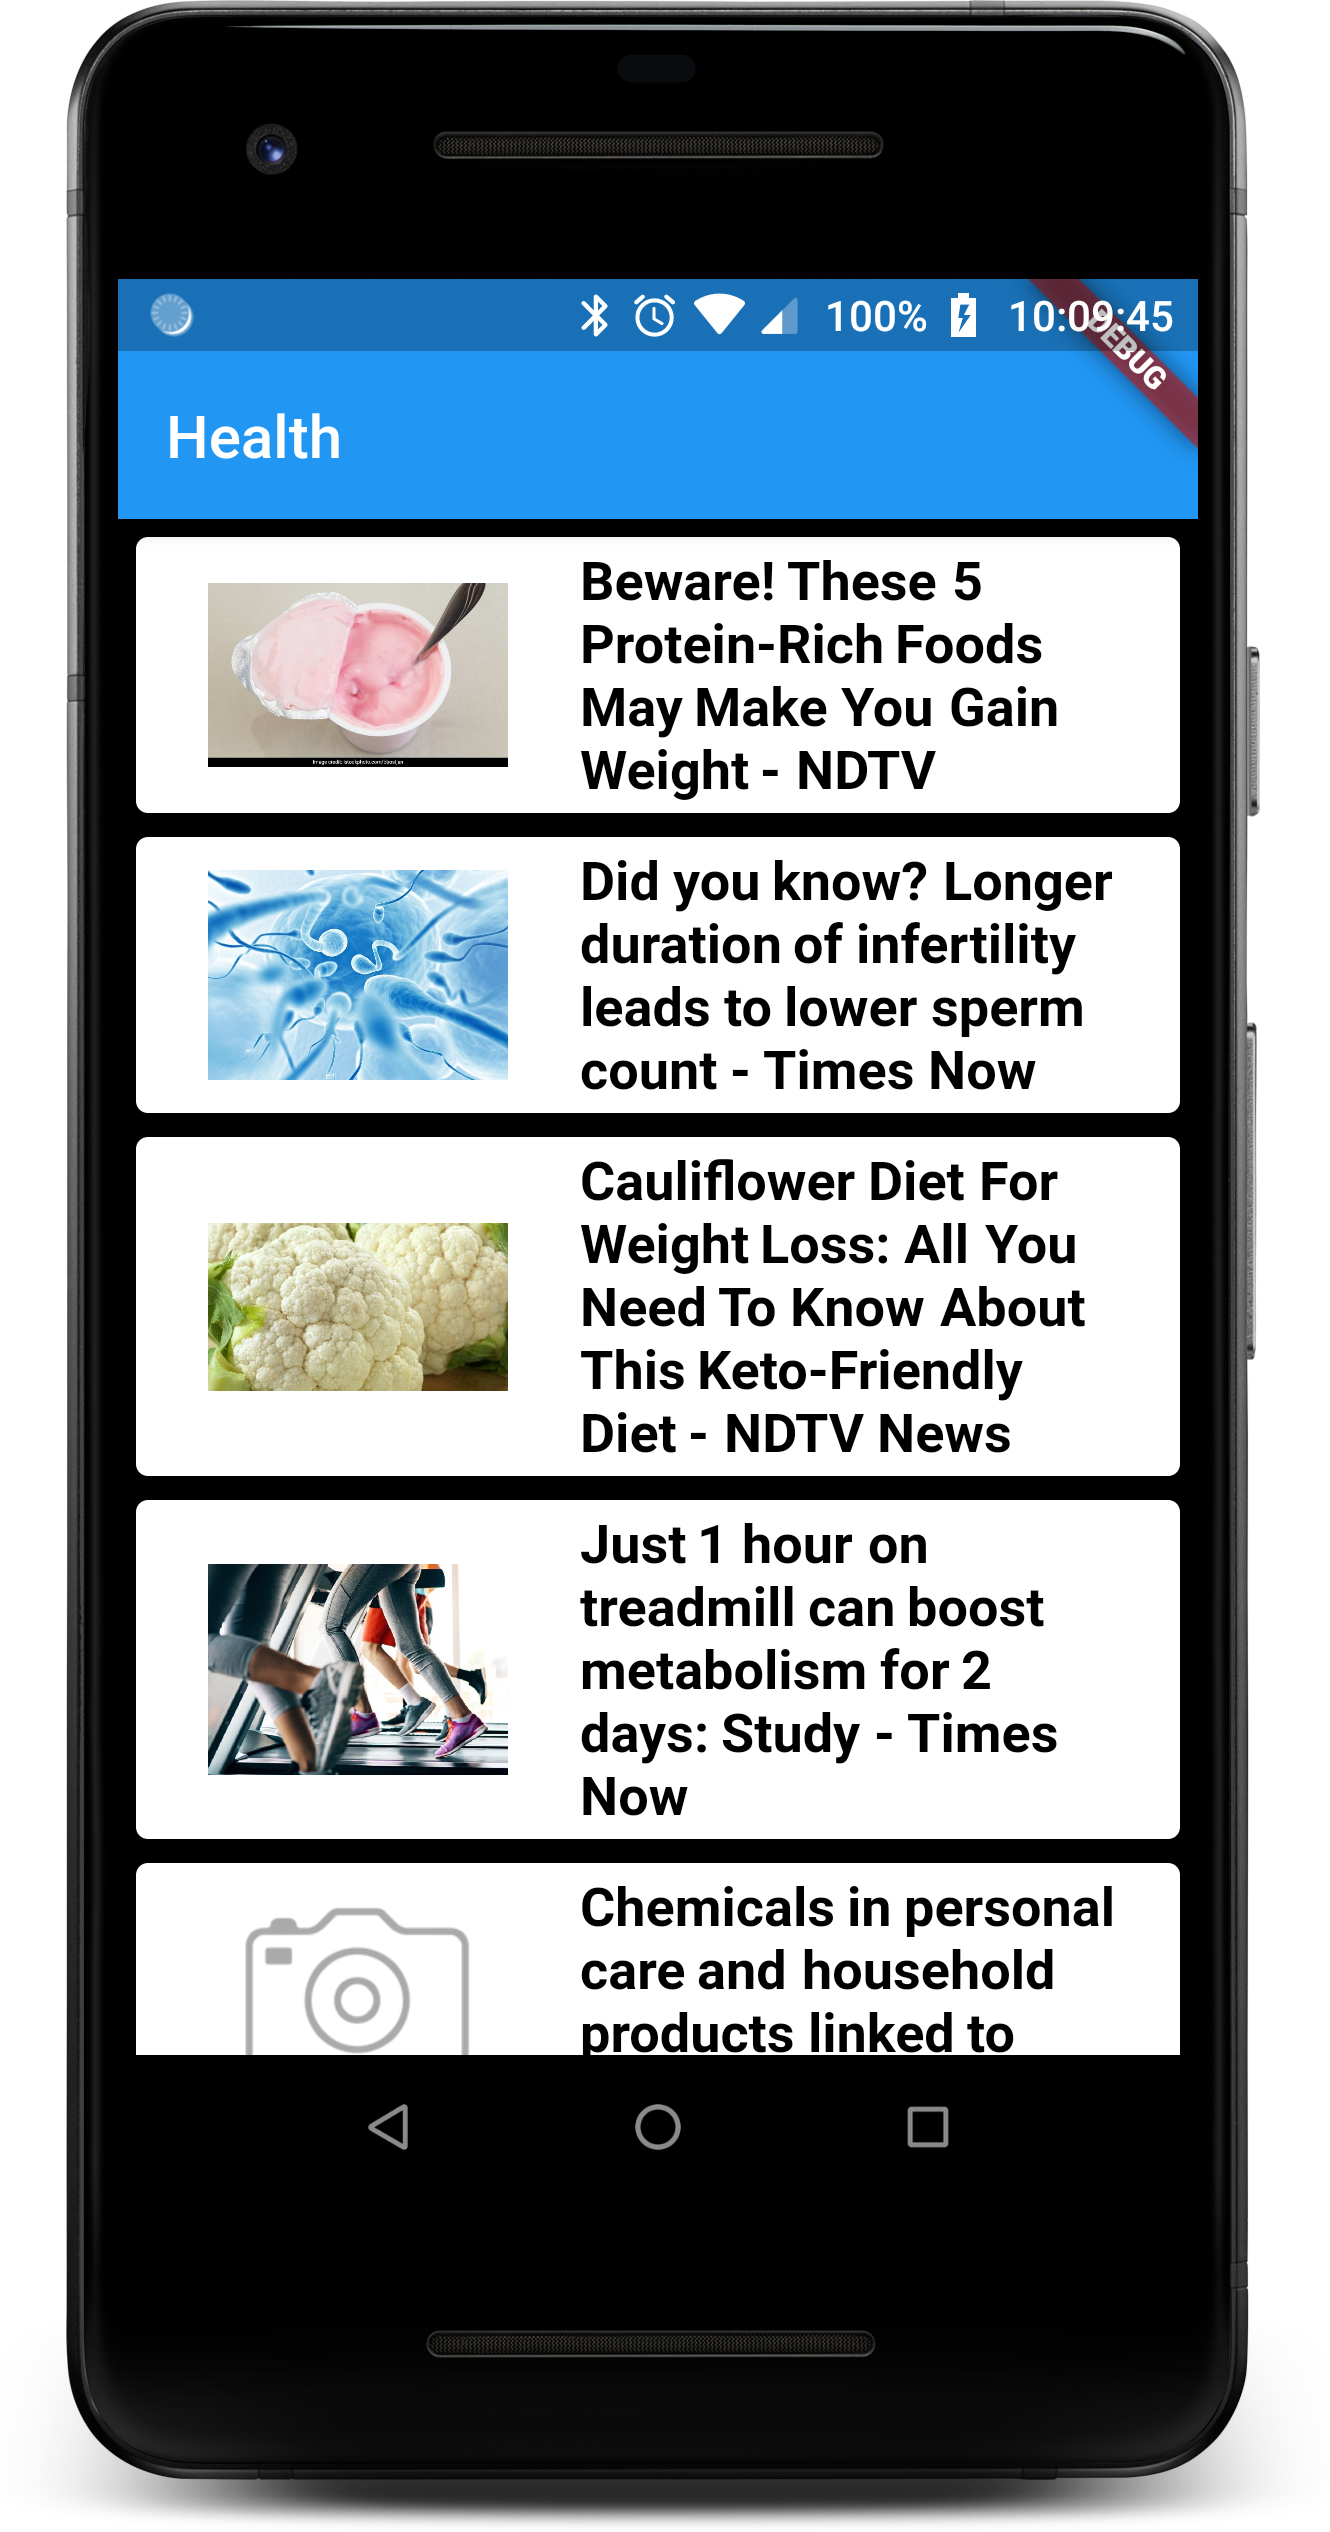 100% 10:09:45
DEBUG
Health
Beware! These 5
Protein-Rich Foods
May Make You Gain
Weight - NDTV
Did you know? Longer
duration of infertility
leads to lower sperm
count - Times Now
Cauliflower Diet For
Weight Loss: All You
Need To Know About
This Keto-Friendly
Diet - NDTV News
Just 1 hour on
treadmill can boost
metabolism for 2
days: Study - Times
Now
Chemicals in personal
care and household
products linked to